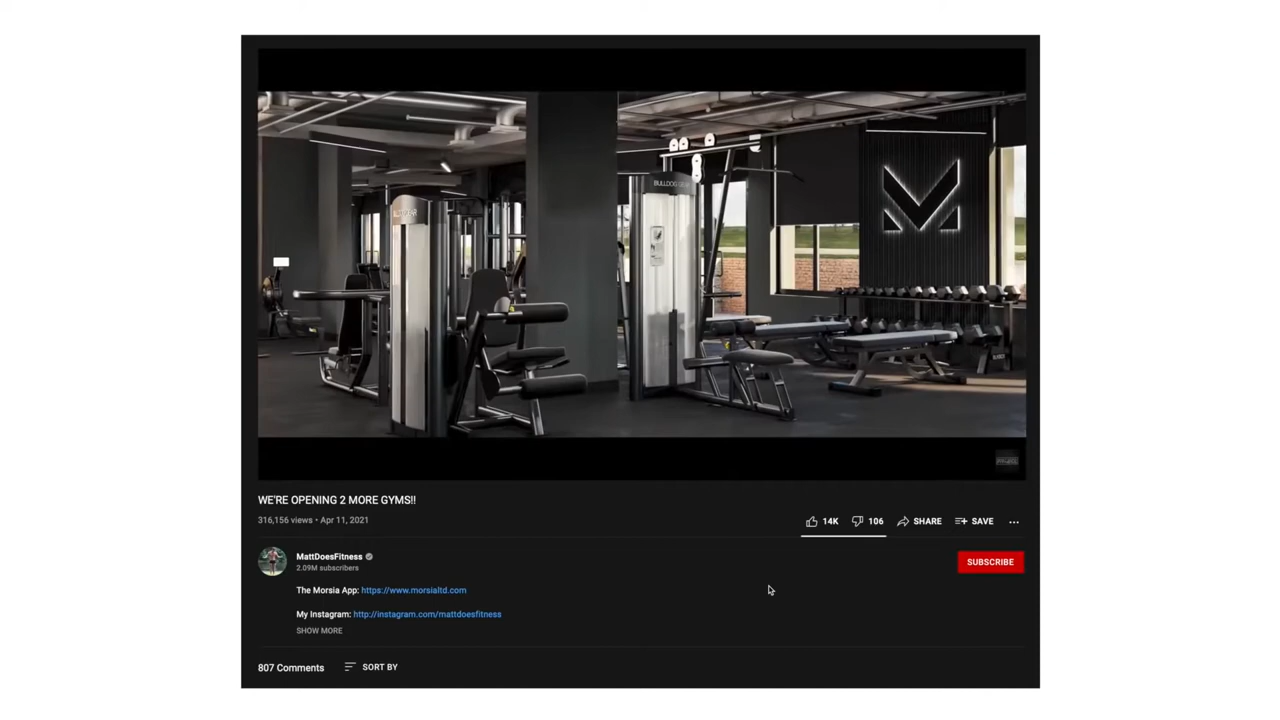 BULLDOG GEAR
WE'RE OPENING 2 MORE GYMS!!
316,156 views • Apr 11, 2021
14K
106
SHARE
SAVE
MattDoesFitness
2.09M subscribers
SUBSCRIBE
The Morsia App: https://www.morsialtd.com
My Instagram: http://instagram.com/mattdoesfitness
SHOW MORE
807 Comments
SORT BY